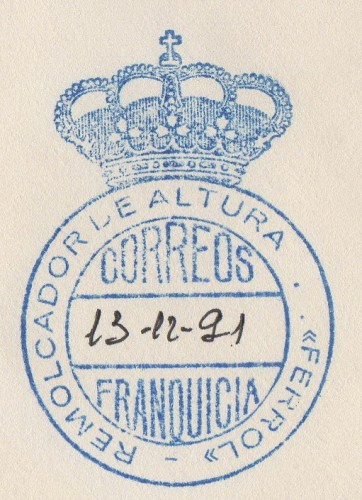 REMOLCADOR DE ALTURA . . «FERROL» -
CORREOS
13-12-91
FRANQUICIA